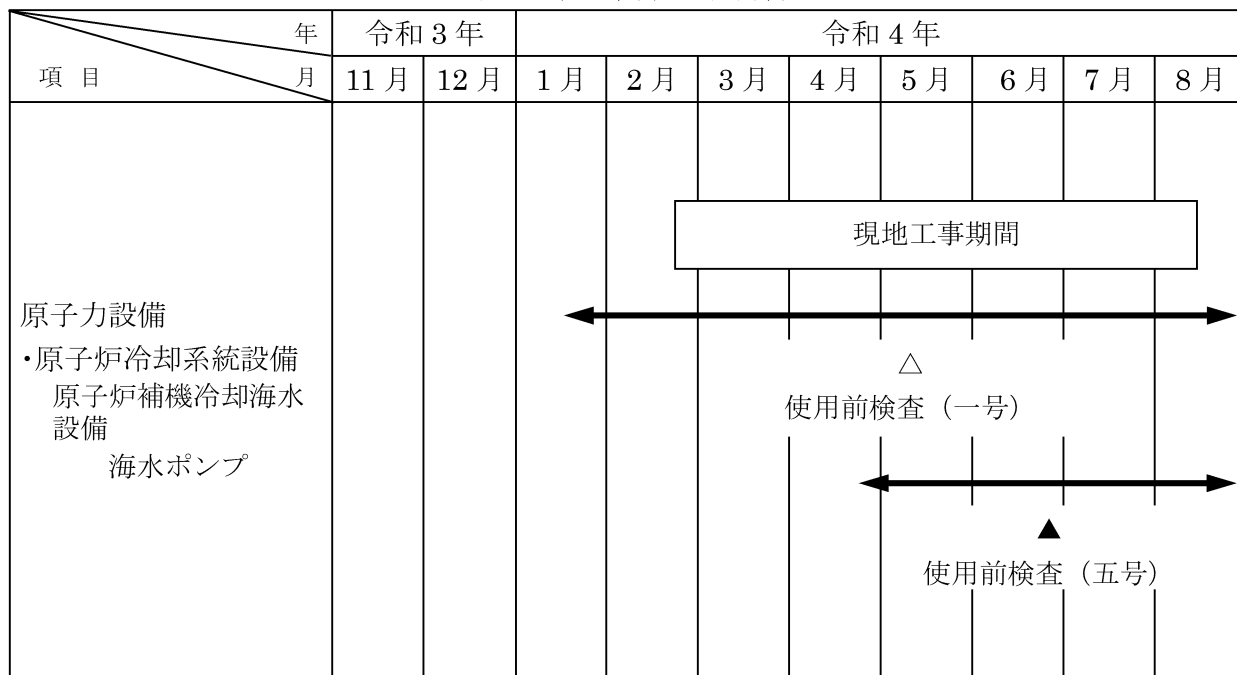 年 令和 3 年 令和 4 年
項 目 月 11 月 12 月 1 月 2 月 3 月 4 月 5 月 6 月 7 月 8 月
現地工事期間
原子力設備
・原子炉冷却系統設備
△
原子炉補機冷却海水
使用前検査（一号）
設備
海水ポンプ
▲
使用前検査（五号）